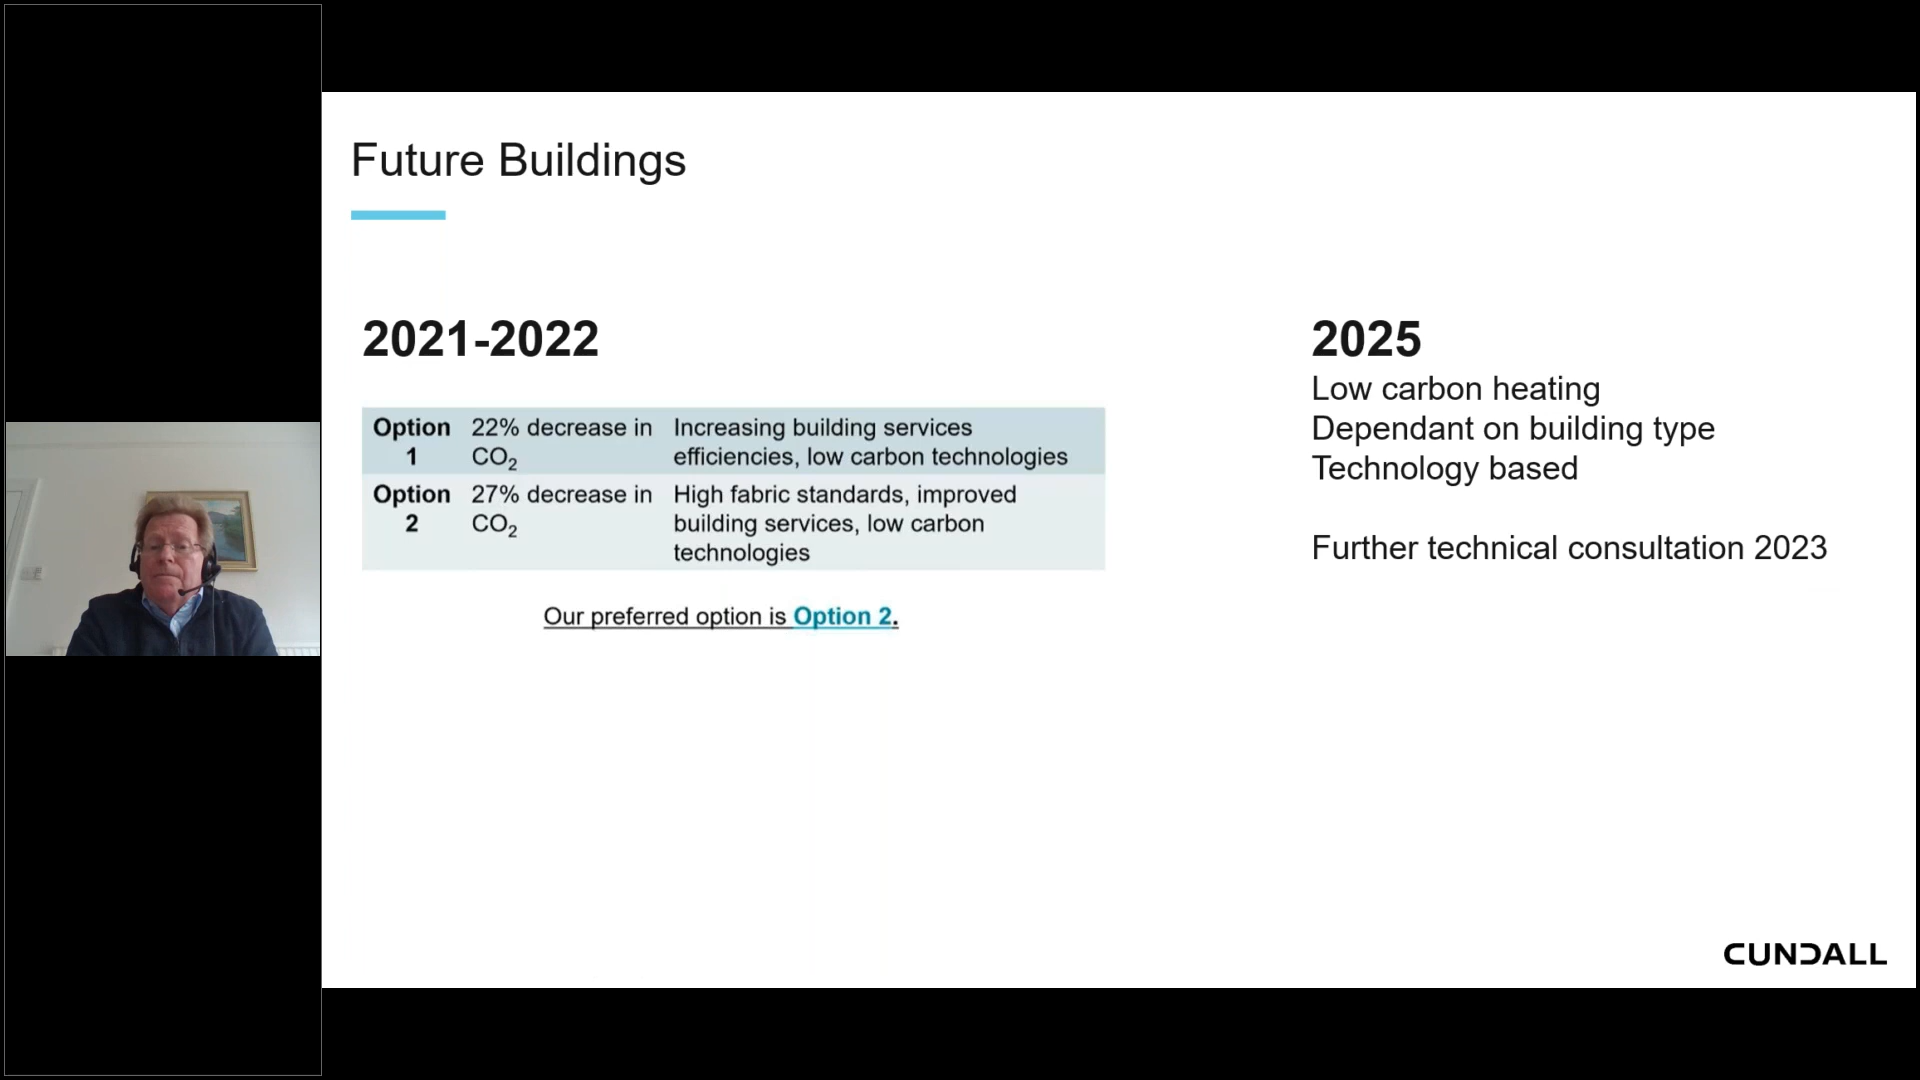 Future Buildings
2021-2022
Option 1
22% decrease in CO₂
Increasing building services
efficiencies, low carbon technologies
Option 2
27% decrease in CO₂
High fabric standards, improved
building services, low carbon
technologies
Our preferred option is Option 2.
2025
Low carbon heating
Dependant on building type
Technology based
Further technical consultation 2023
CUNDALL